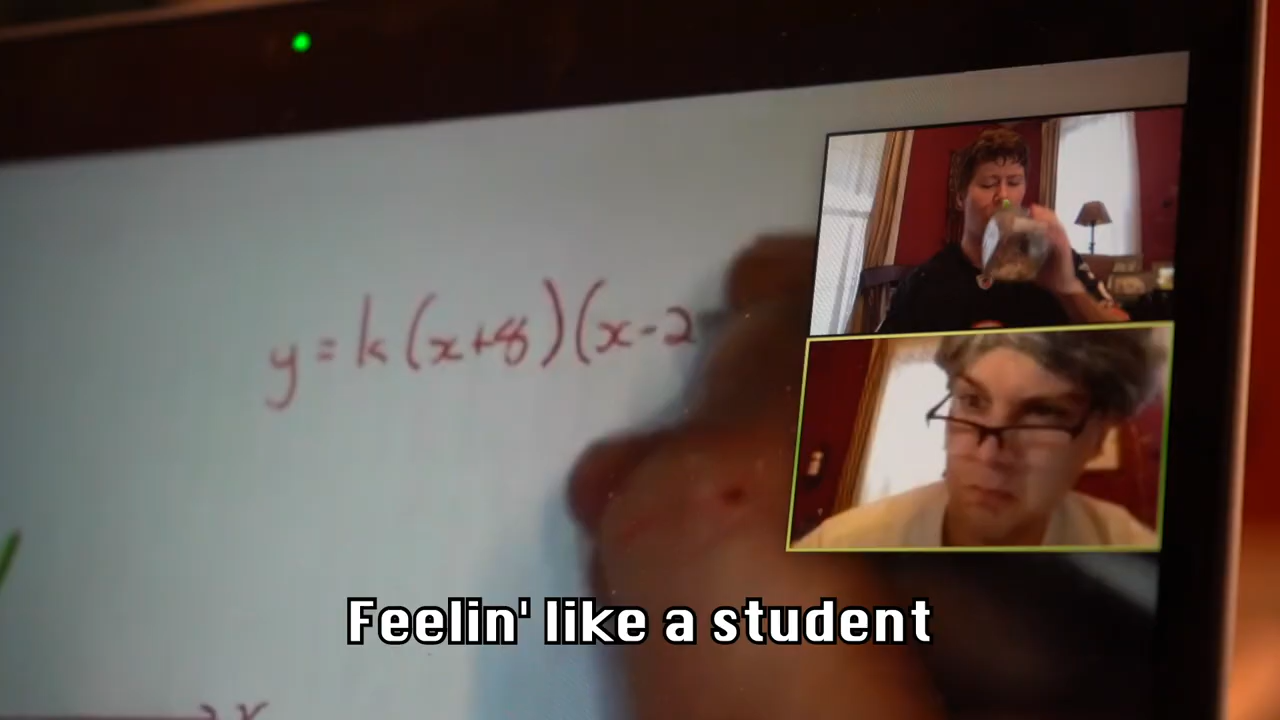 y = k(x+8)(x-2
Feelin' like a student
x